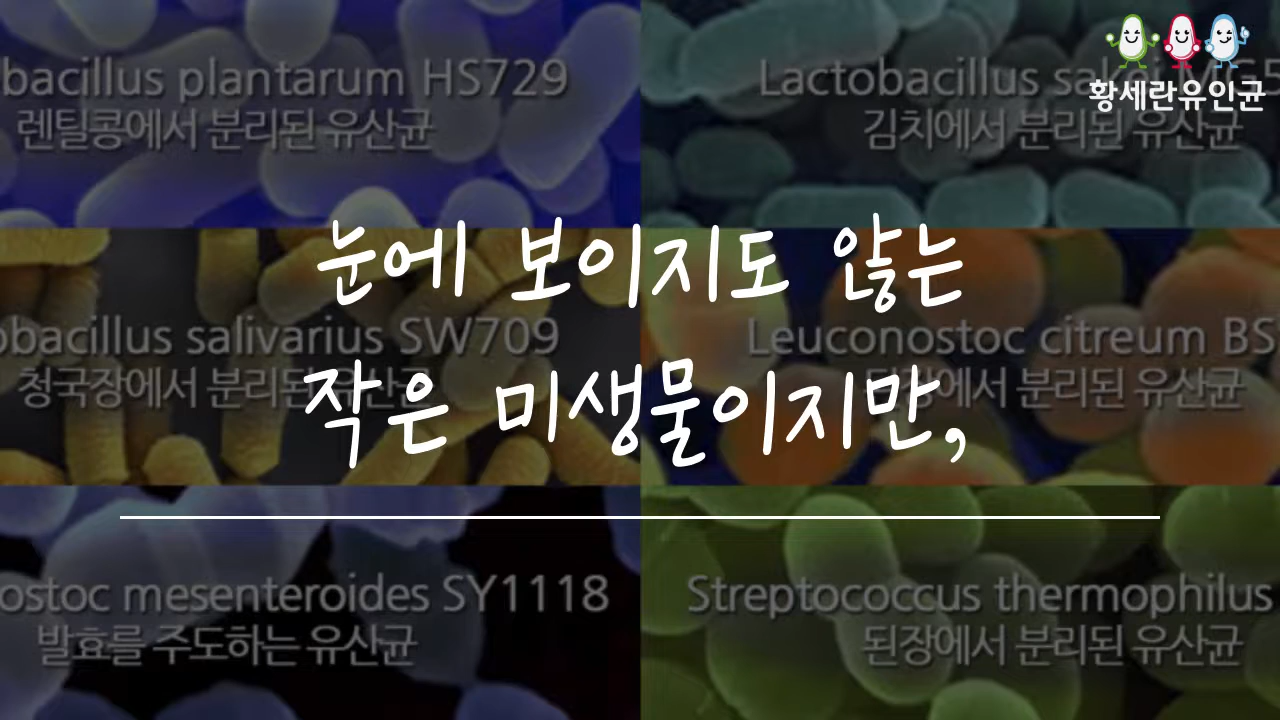 bacillus plantarum HS729
렌틸콩에서 분리된 유산균
Lactobacillus sakei MG5
김치에서 분리된 유산균
황세란유인균
눈에 보이지도 않는
obacillus salivarius SW709
청국장에서 분리된 유산균
Leuconostoc citreum BS
된장에서 분리된 유산균
작은 미생물이지만,
ostoc mesenteroides SY1118
발효를 주도하는 유산균
Streptococcus thermophilus
된장에서 분리된 유산균